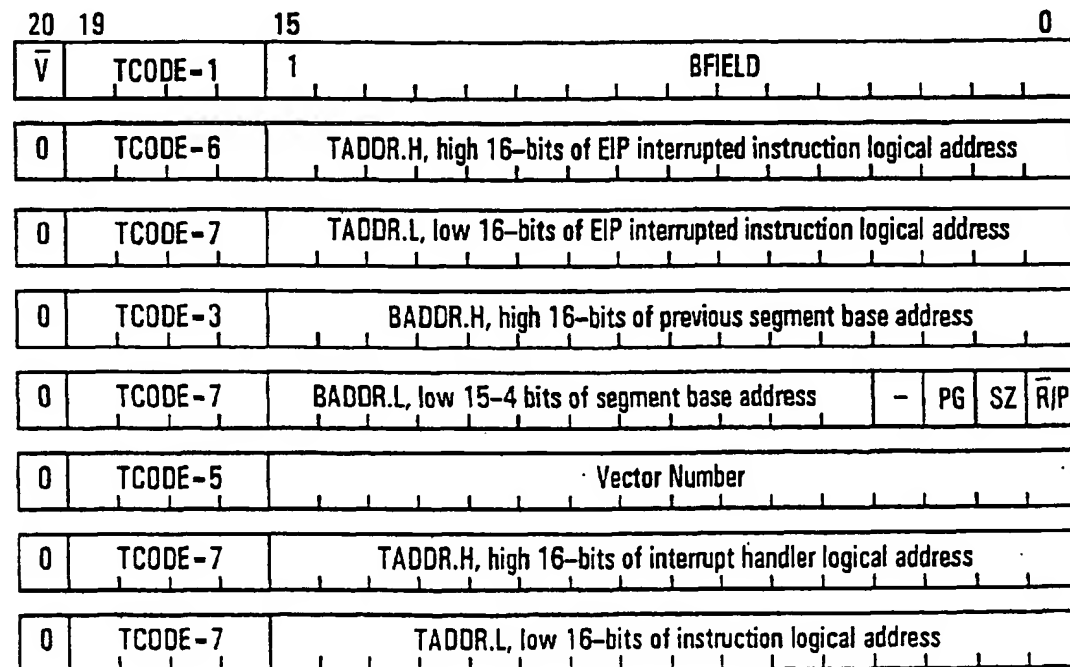 20 19 15 0
V̅ TCODE-1 1 BFIELD
0 TCODE-6 TADDR.H, high 16-bits of EIP interrupted instruction logical address
0 TCODE-7 TADDR.L, low 16-bits of EIP interrupted instruction logical address
0 TCODE-3 BADDR.H, high 16-bits of previous segment base address
0 TCODE-7 BADDR.L, low 15-4 bits of segment base address - PG SZ R̅/P
0 TCODE-5 Vector Number
0 TCODE-7 TADDR.H, high 16-bits of interrupt handler logical address
0 TCODE-7 TADDR.L, low 16-bits of instruction logical address